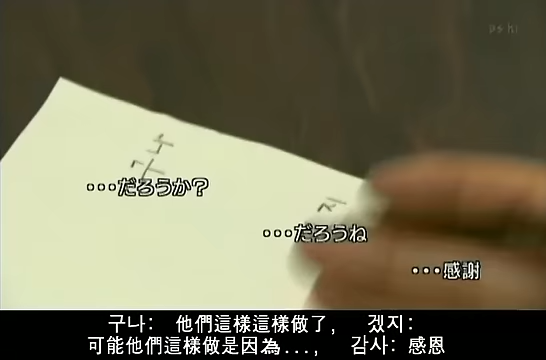 …だろうか?
…だろうね
…感謝
구나: 他們這樣這樣做了, 겠지:
可能他們這樣做是因為..., 감사: 感恩